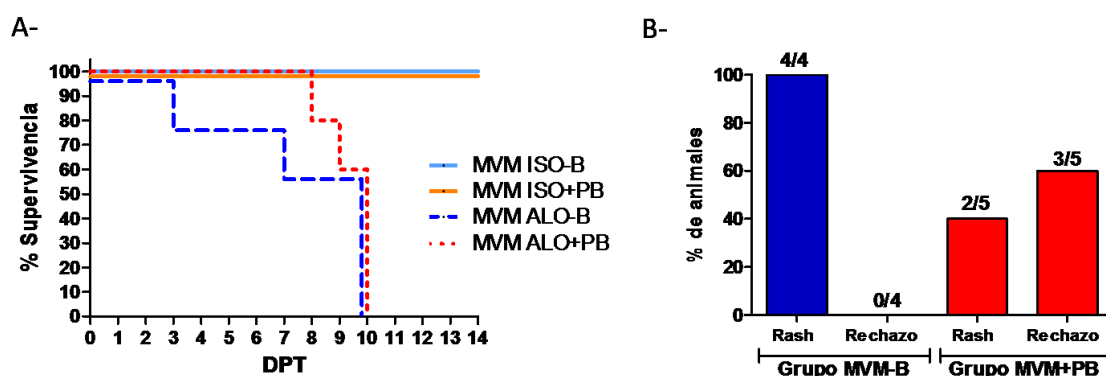 A-
% Supervivencia
100
90
80
70
60
50
40
30
20
10
0
0 1 2 3 4 5 6 7 8 9 10 11 12 13 14
DPT
MVM ISO-B
MVM ISO+PB
MVM ALO-B
MVM ALO+PB
B-
% de animales
100
80
60
40
20
0
4/4
0/4
2/5
3/5
Rash Rechazo Rash Rechazo
Grupo MVM-B Grupo MVM+PB